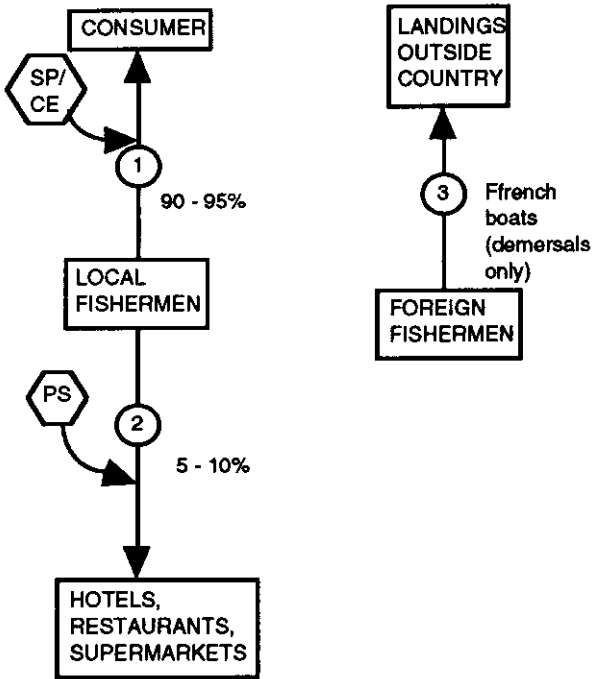 CONSUMER
SP/
CE
1
90 - 95%
LOCAL
FISHERMEN
PS
2
5 - 10%
HOTELS,
RESTAURANTS,
SUPERMARKETS
LANDINGS
OUTSIDE
COUNTRY
3
Ffrench
boats
(demersals
only)
FOREIGN
FISHERMEN